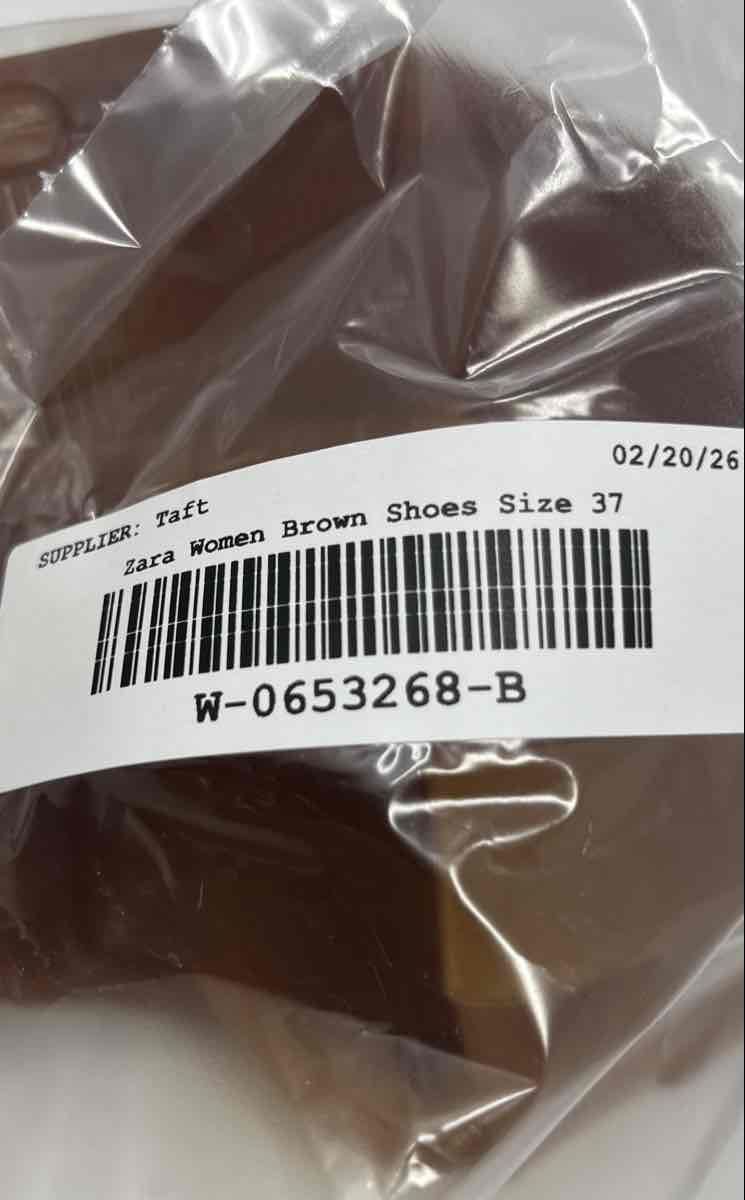 02/20/26
SUPPLIER: Taft
Zara Women Brown Shoes Size 37
W-0653268-B